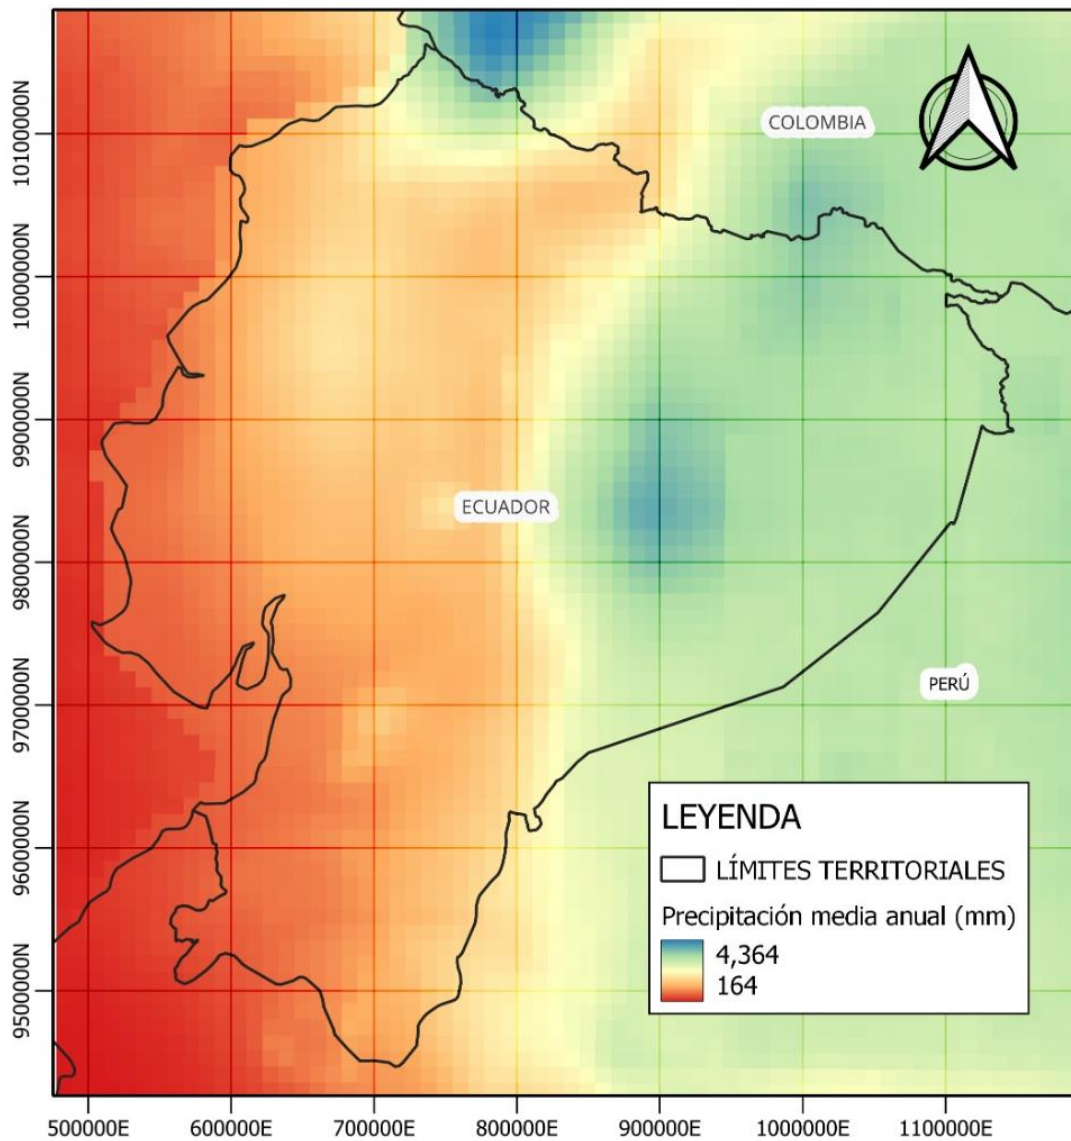 10100000N
10000000N
9900000N
9800000N
9700000N
9600000N
9500000N
COLOMBIA
ECUADOR
PERÚ
LEYENDA
LÍMITES TERRITORIALES
Precipitación media anual (mm)
4,364
164
500000E 600000E 700000E 800000E 900000E 1000000E 1100000E